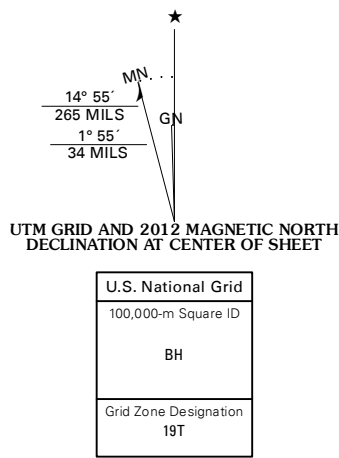 MN
14° 55´
265 MILS
GN
1° 55´
34 MILS
UTM GRID AND 2012 MAGNETIC NORTH
DECLINATION AT CENTER OF SHEET
U.S. National Grid
100,000-m Square ID
BH
Grid Zone Designation
19T